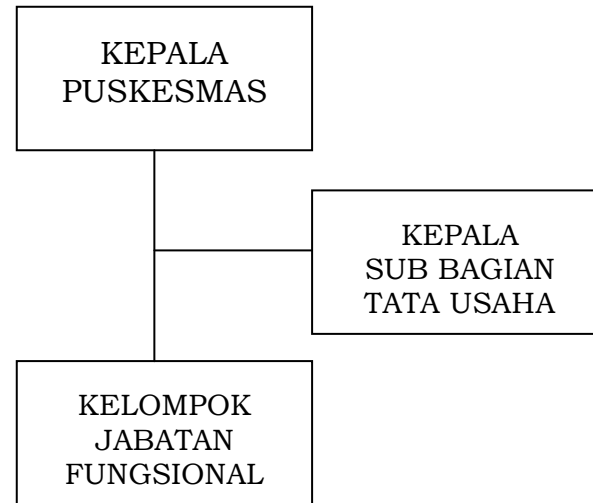 KEPALA
PUSKESMAS
KEPALA
SUB BAGIAN
TATA USAHA
KELOMPOK
JABATAN
FUNGSIONAL